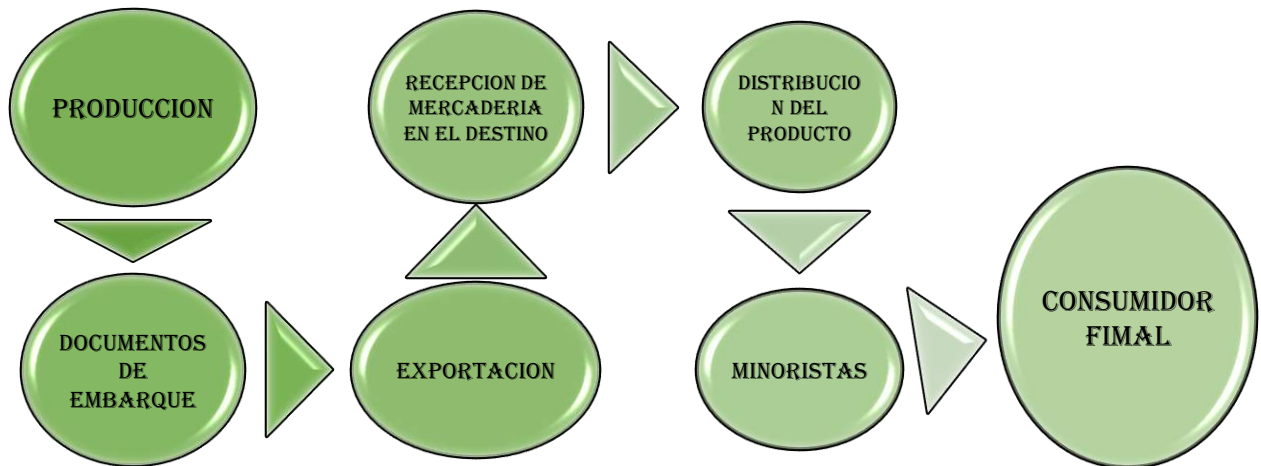 PRODUCCION
DOCUMENTOS
DE
EMBARQUE
EXPORTACION
RECEPCION DE
MERCADERIA
EN EL DESTINO
DISTRIBUCIO
N DEL
PRODUCTO
MINORISTAS
CONSUMIDOR
FIMAL